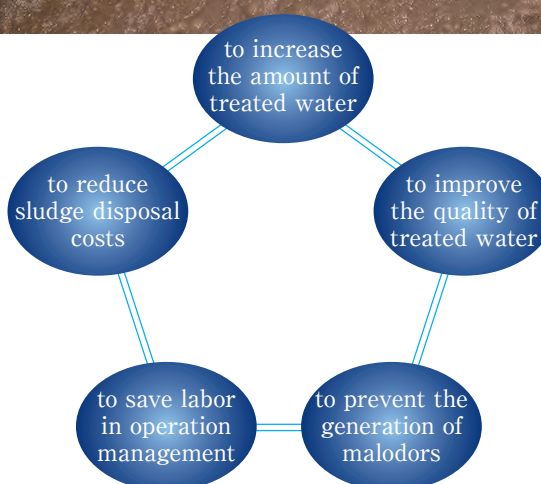 to increase
the amount of
treated water
to reduce
sludge disposal
costs
to improve
the quality of
treated water
to save labor
in operation
management
to prevent the
generation of
malodors